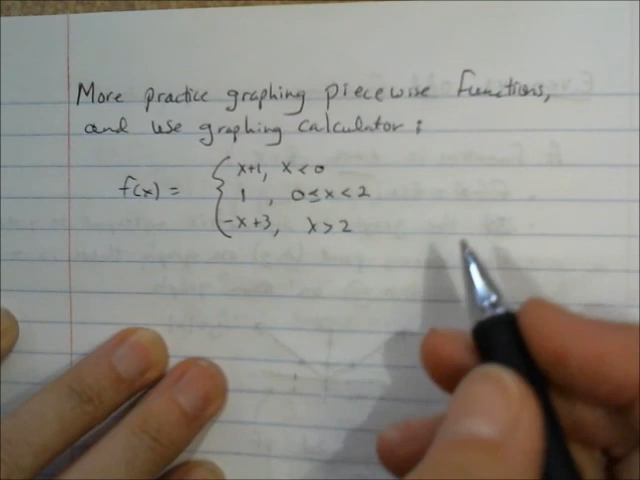 More practice graphing piecewise functions,
and use graphing calculator:
f(x) = { x+1, x < 0
1, 0 ≤ x < 2
-x+3, x > 2